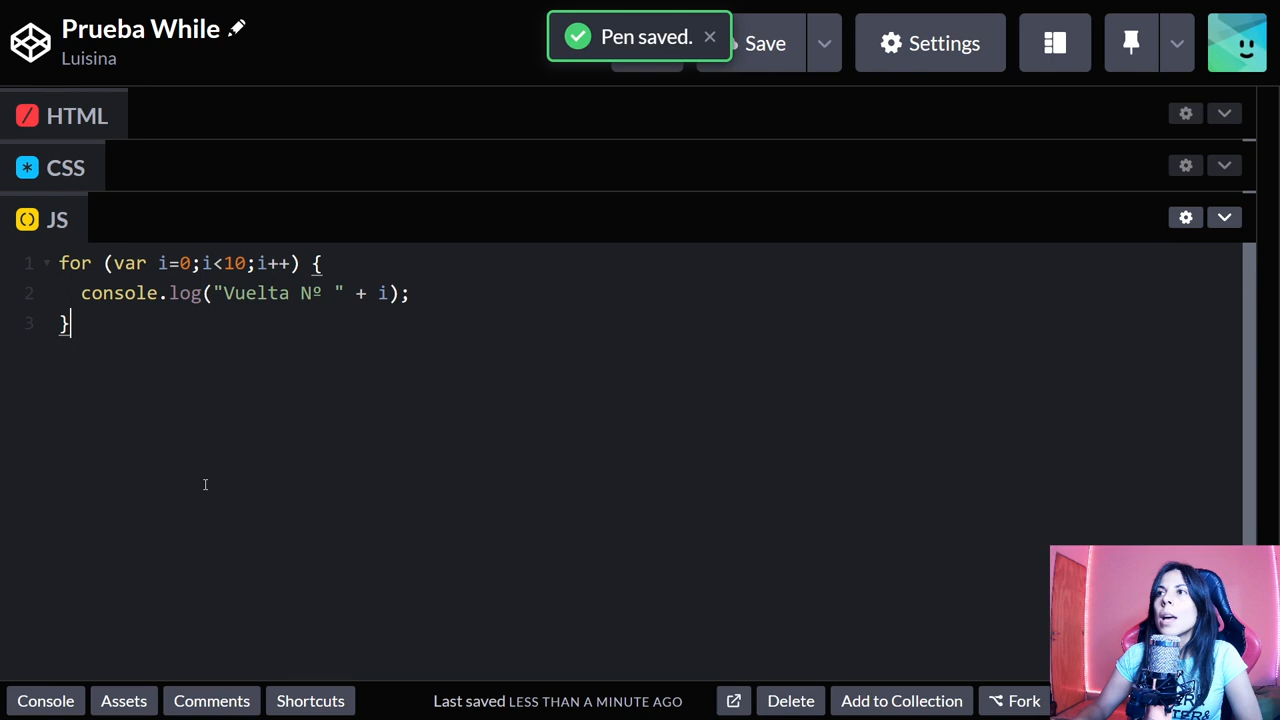 Prueba While
Luisina
Pen saved. ×
Save
Settings
HTML
CSS
JS
1 for (var i=0;i<10;i++) {
2 console.log("Vuelta Nº " + i);
3 }
Console
Assets
Comments
Shortcuts
Last saved LESS THAN A MINUTE AGO
Delete
Add to Collection
Fork